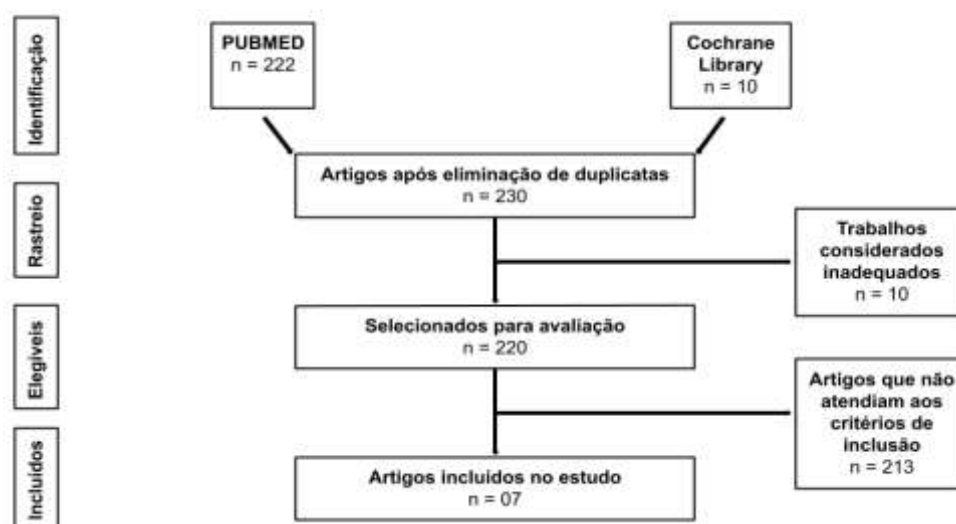 Identificação
PUBMED
n = 222
Cochrane
Library
n = 10
Artigos após eliminação de duplicatas
n = 230
Rastreio
Trabalhos
considerados
inadequados
n = 10
Elegíveis
Selecionados para avaliação
n = 220
Artigos que não
atendiam aos
critérios de
inclusão
n = 213
Incluídos
Artigos incluídos no estudo
n = 07